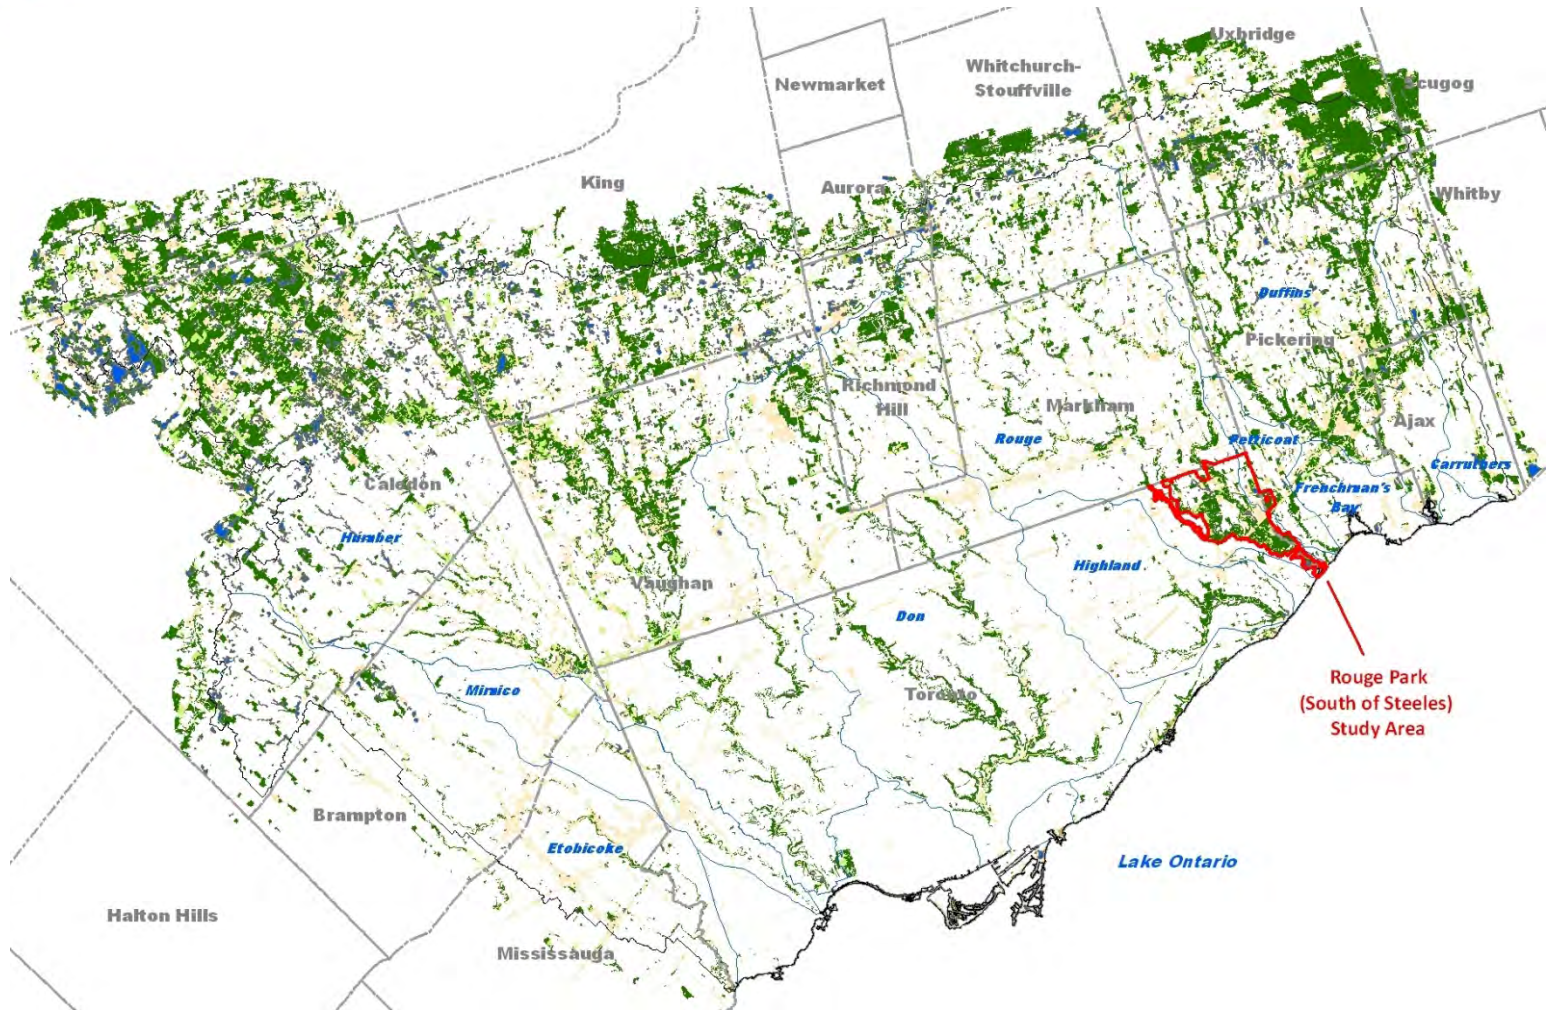 Uxbridge
Whitchurch-
Stouffville
Newmarket
Scugog
King
Aurora
Whitby
Duffins
Pickering
Richmond
Hill
Markham
Ajax
Rouge
Petticoat
Carruthers
Caledon
Frenchman's
Bay
Humber
Highland
Vaughan
Don
Rouge Park
(South of Steeles)
Study Area
Mimico
Toronto
Brampton
Etobicoke
Lake Ontario
Halton Hills
Mississauga